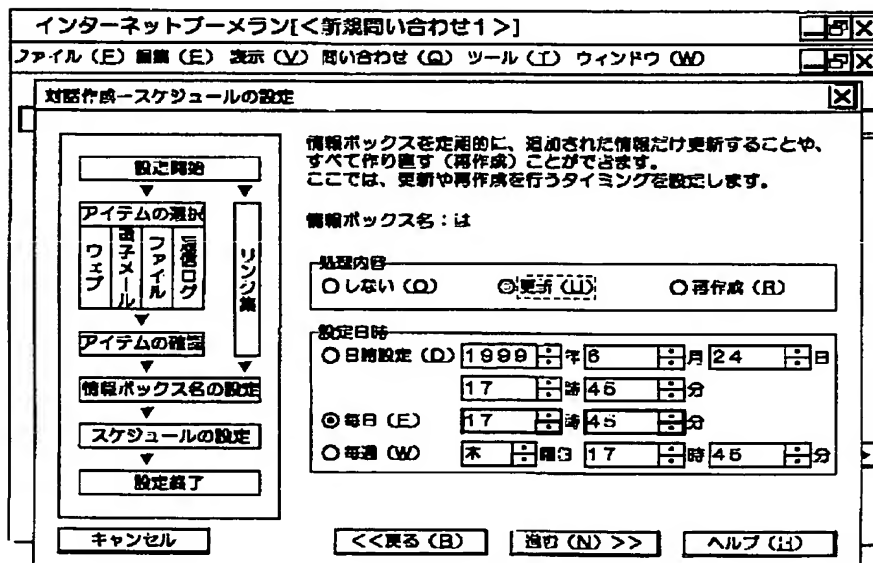 インターネットブーメラン[<新規問い合わせ1>]
ファイル(F) 編集(E) 表示(V) 問い合わせ(Q) ツール(T) ウィンドウ(W)
対話作成ースケジュールの設定
設定開始
アイテムの選択
ウェブ
電子メール
ファイル
通信ログ
リンク集
アイテムの確認
情報ボックス名の設定
スケジュールの設定
設定終了
情報ボックスを定期的に、追加された情報だけ更新することや、
すべて作り直す(再作成)ことができます。
ここでは、更新や再作成を行うタイミングを設定します。
情報ボックス名:は
処理内容
しない(O) 更新(U) 再作成(R)
設定日時
日時設定(D) 1999 年 6 月 24 日
17 時 45 分
毎日(E) 17 時 45 分
毎週(W) 木 曜日 17 時 45 分
キャンセル <<戻る(B) 進む(N)>> ヘルプ(H)